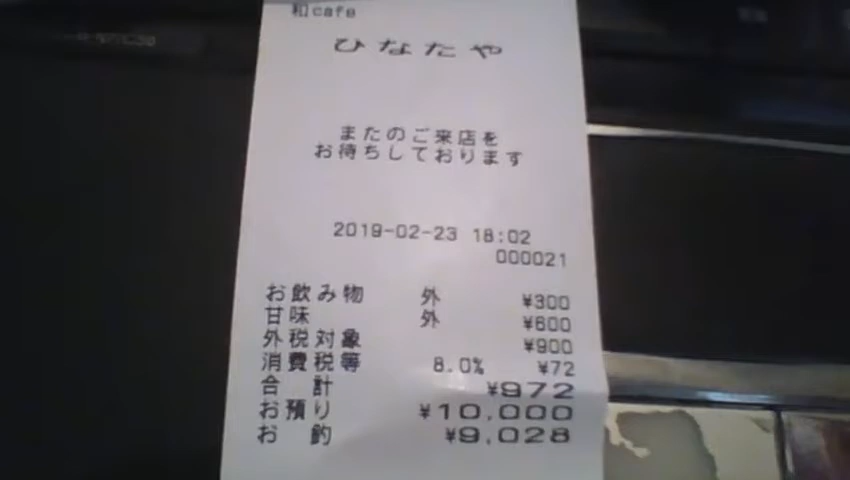 和cafe
ひなたや
またのご来店を
お待ちしております
2019-02-23 18:02
000021
お飲み物 外 ¥300
甘味 外 ¥600
外税対象 ¥900
消費税等 8.0% ¥72
合 計 ¥972
お預り ¥10,000
お 釣 ¥9,028